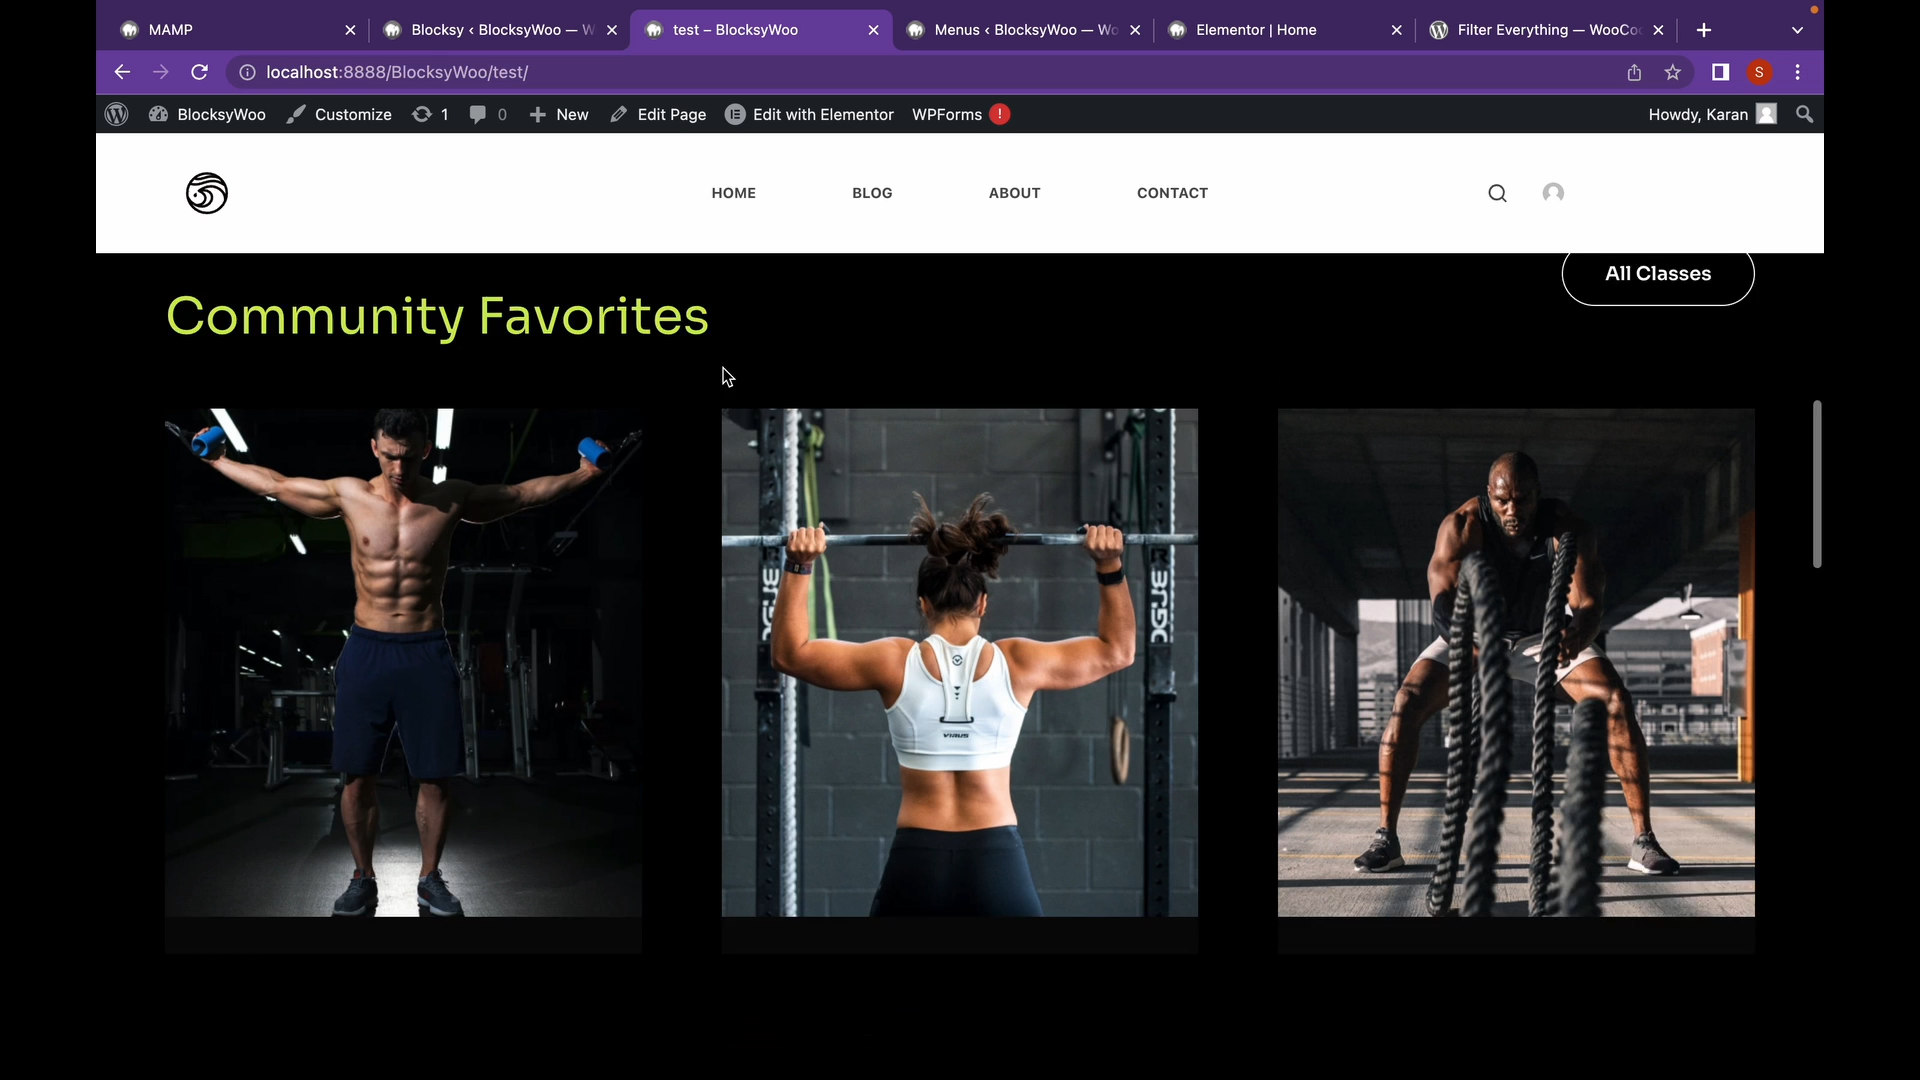 MAMP
Blocksy ‹ BlocksyWoo — W
test – BlocksyWoo
Menus ‹ BlocksyWoo — Wo
Elementor | Home
Filter Everything — WooCo
S
localhost:8888/BlocksyWoo/test/
BlocksyWoo
Customize
1
0
New
Edit Page
Edit with Elementor
WPForms !
Howdy, Karan
HOME
BLOG
ABOUT
CONTACT
All Classes
Community Favorites
VIRUS